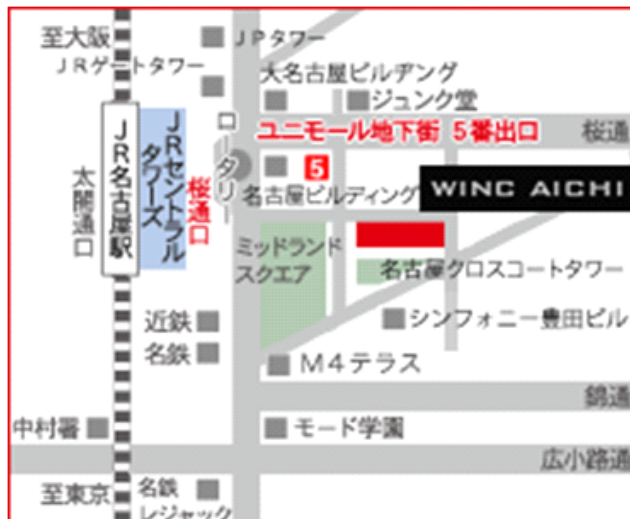 至大阪
JPタワー
JRゲートタワー
大名古屋ビルヂング
ジュンク堂
ユニモール地下街 5番出口
桜通
ロータリー
JR名古屋駅
JRセントラル
タワーズ
桜通口
太閤通口
5
名古屋ビルディング
WINC AICHI
ミッドランド
スクエア
名古屋クロスコートタワー
近鉄
シンフォニー豊田ビル
名鉄
M4テラス
錦通
中村署
モード学園
広小路通
至東京
名鉄
レジャック